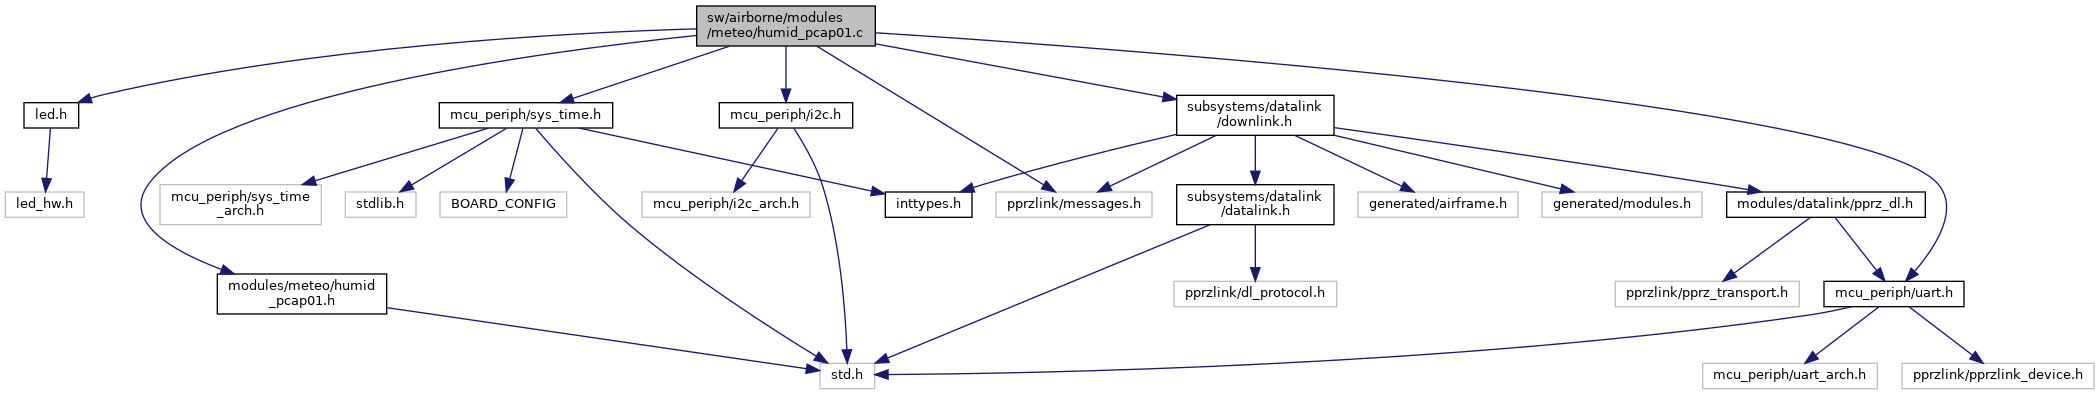 sw/airborne/modules
/meteo/humid_pcap01.c
led.h
mcu_periph/sys_time.h
mcu_periph/i2c.h
subsystems/datalink
/downlink.h
led_hw.h
mcu_periph/sys_time
_arch.h
stdlib.h
BOARD_CONFIG
mcu_periph/i2c_arch.h
inttypes.h
pprzlink/messages.h
subsystems/datalink
/datalink.h
generated/airframe.h
generated/modules.h
modules/datalink/pprz_dl.h
modules/meteo/humid
_pcap01.h
pprzlink/dl_protocol.h
pprzlink/pprz_transport.h
mcu_periph/uart.h
std.h
mcu_periph/uart_arch.h
pprzlink/pprzlink_device.h